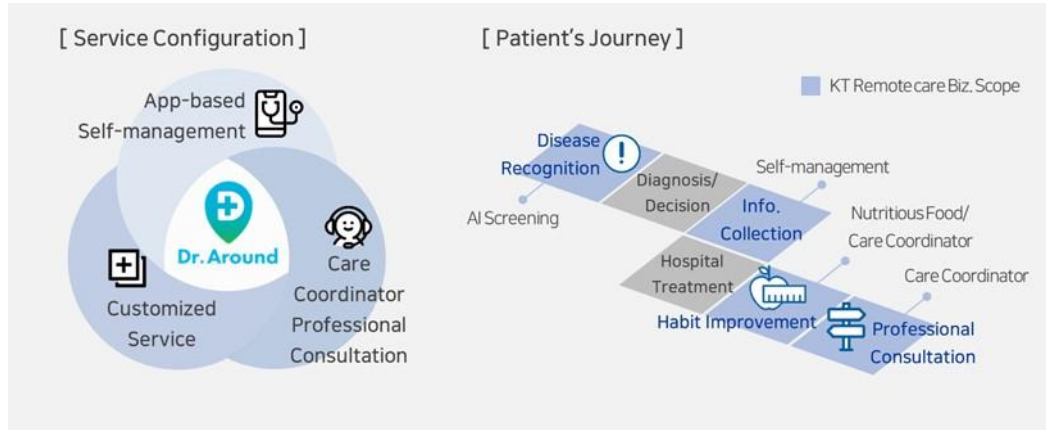 [ Service Configuration ]
App-based
Self-management
Dr. Around
Customized
Service
Care
Coordinator
Professional
Consultation
[ Patient's Journey ]
KT Remote care Biz. Scope
Disease
Recognition
AI Screening
Diagnosis/
Decision
Self-management
Info.
Collection
Nutritious Food/
Care Coordinator
Hospital
Treatment
Habit Improvement
Care Coordinator
Professional
Consultation